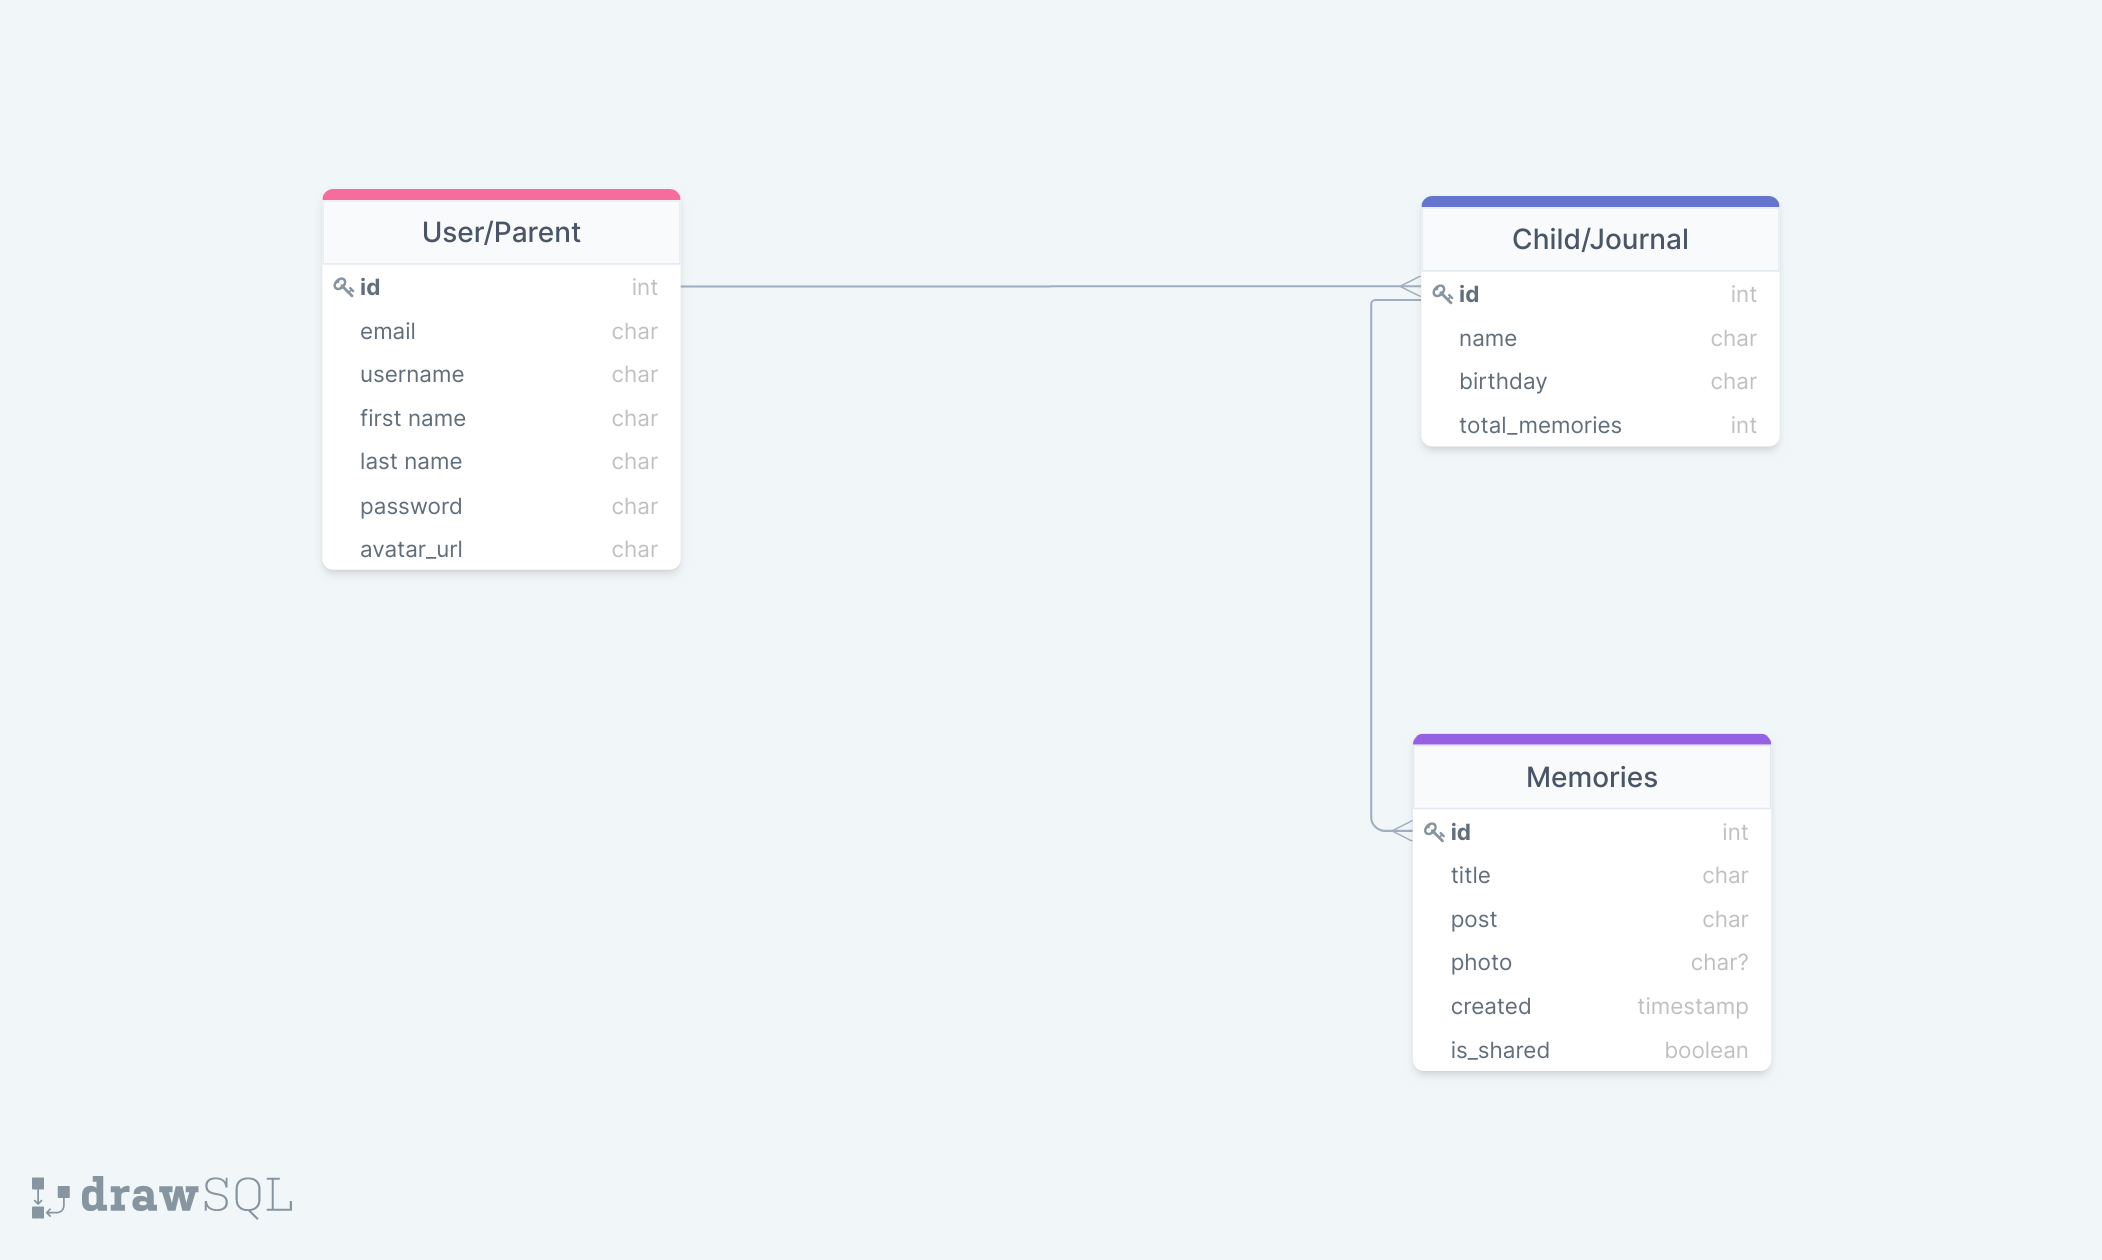 User/Parent
id int
email char
username char
first name char
last name char
password char
avatar_url char
Child/Journal
id int
name char
birthday char
total_memories int
Memories
id int
title char
post char
photo char?
created timestamp
is_shared boolean
drawSQL